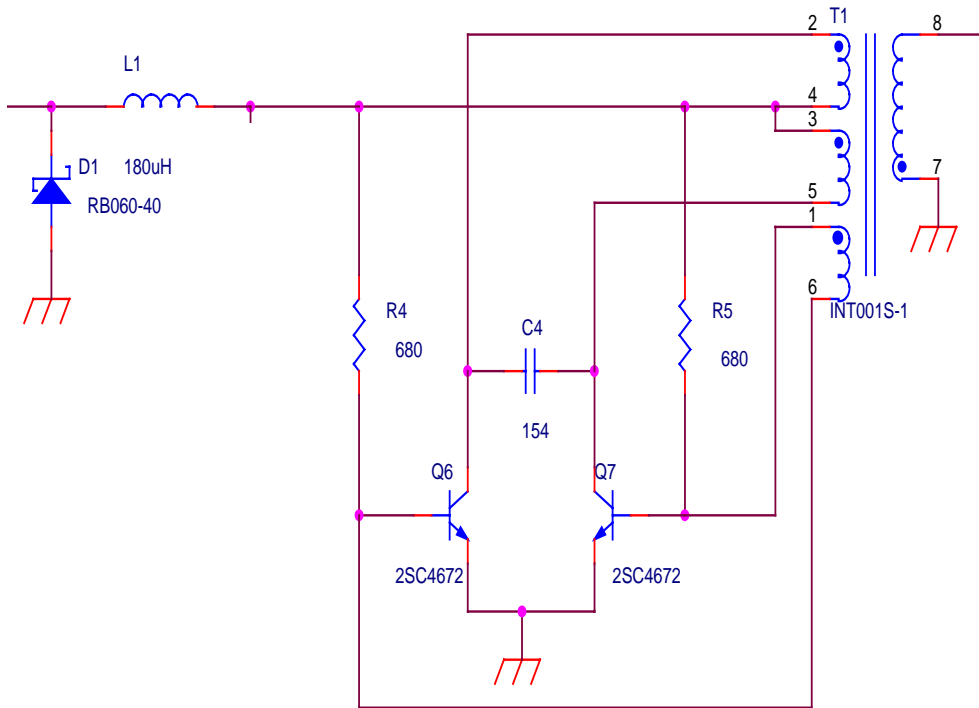 2 T1 8
L1
4
3
D1 180uH
7
RB060-40
5
1
6
INT001S-1
R4 R5
C4
680 680
154
Q6 Q7
2SC4672 2SC4672